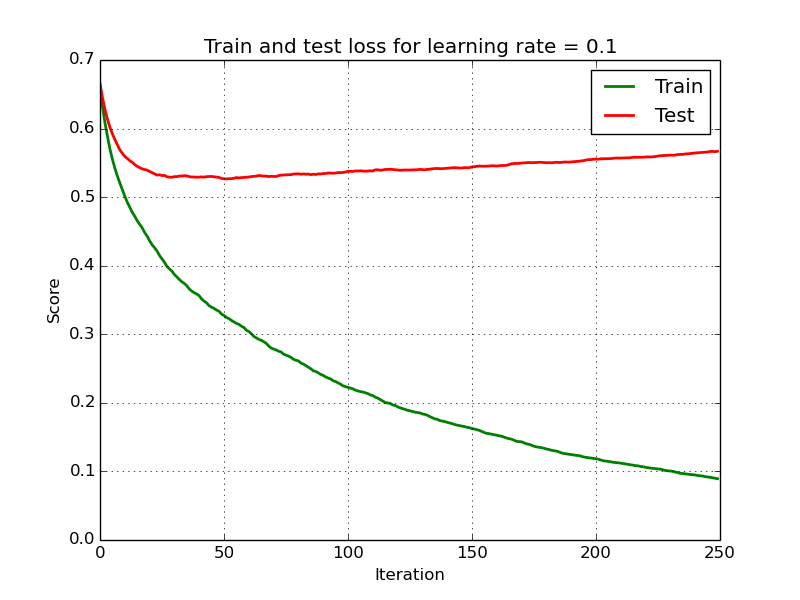 Train and test loss for learning rate = 0.1
0.7
0.6
0.5
0.4
0.3
0.2
0.1
0.0
Score
Train
Test
0 50 100 150 200 250
Iteration